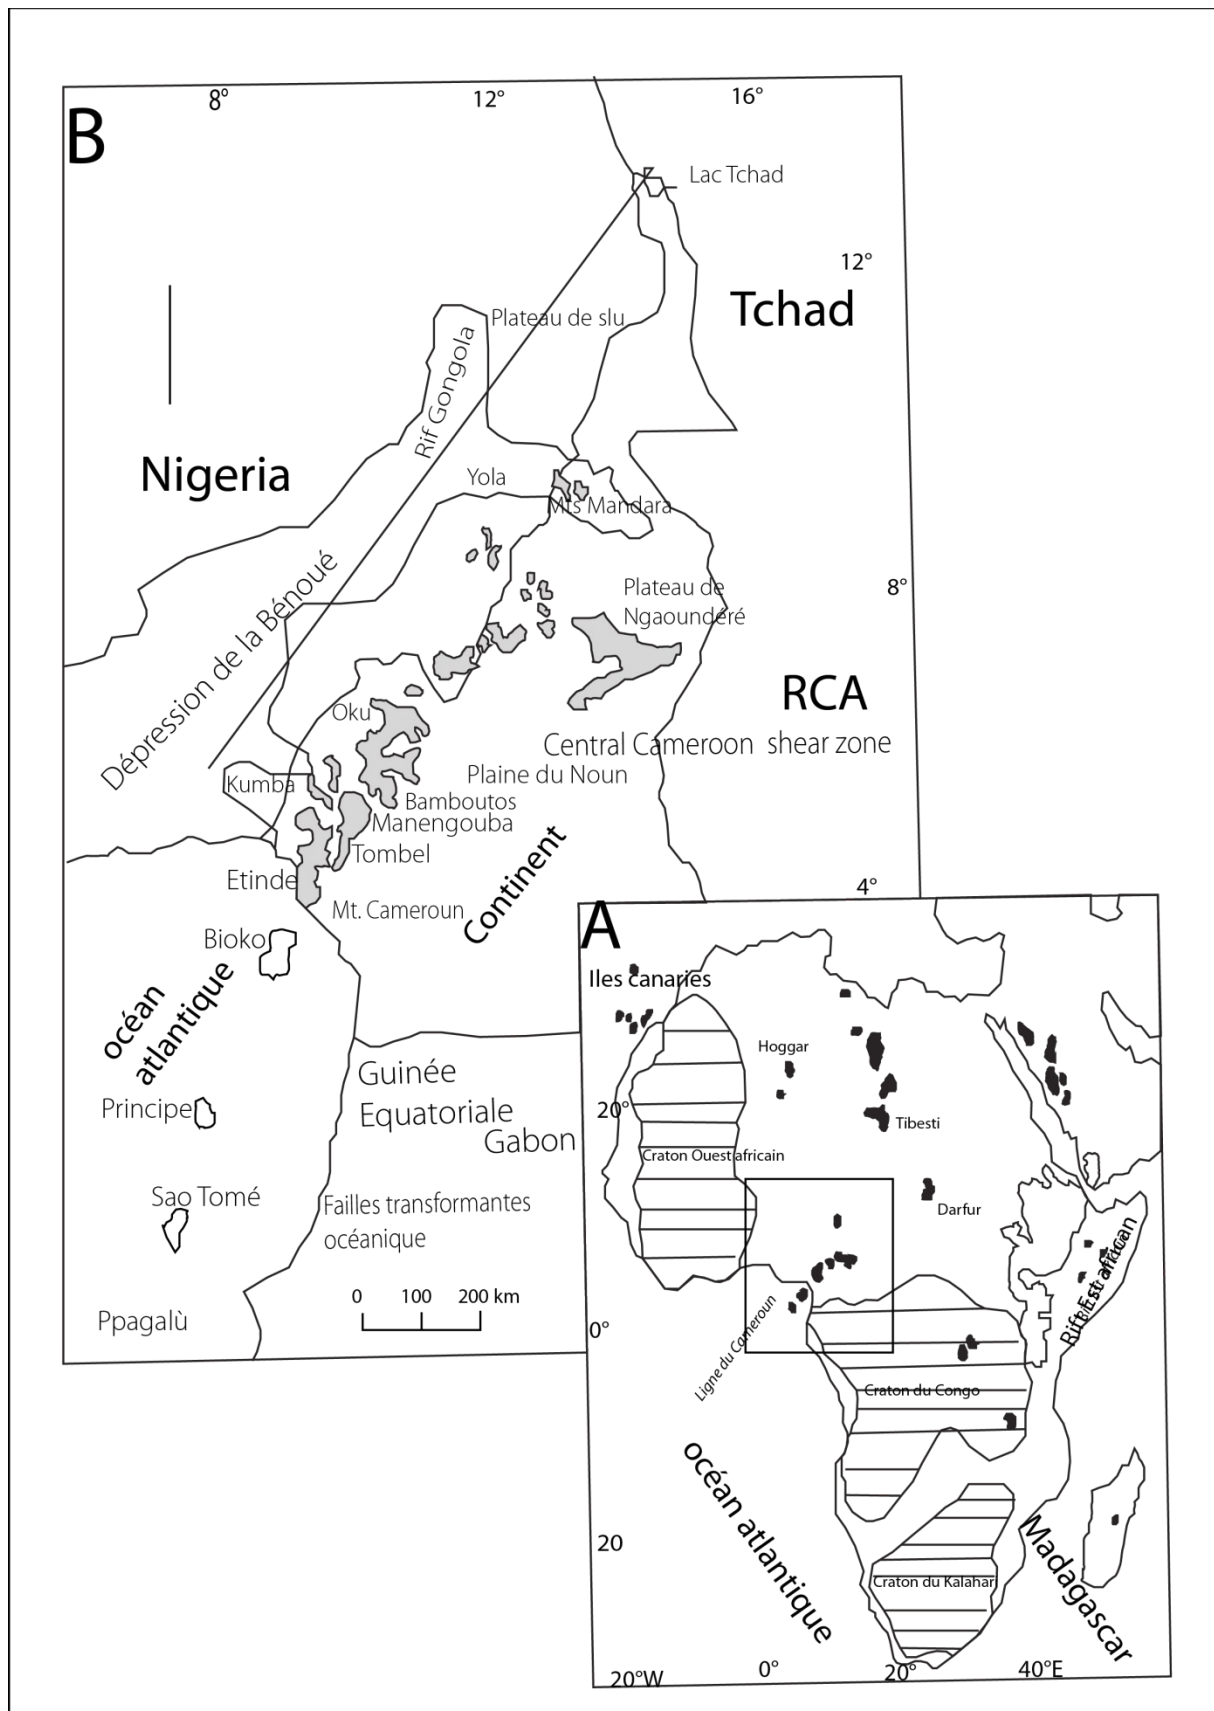 8°
12°
16°
B
Lac Tchad
12°
Tchad
Plateau de slu
Rif Gongola
Nigeria
Yola
Mts Mandara
Dépression de la Bénoué
8°
Plateau de
Ngaoundéré
RCA
Oku
Central Cameroon shear zone
Plaine du Noun
Kumba
Bamboutos
Manengouba
Tombel
Continent
Etinde
4°
Mt. Cameroun
Bioko
océan
atlantique
Guinée
Equatoriale
Gabon
Principe
Sao Tomé
Failles transformantes
océanique
0 100 200 km
Ppagalù
A
Iles canaries
Hoggar
20°
Tibesti
Craton Ouest africain
Darfur
Rift Est african
0°
Ligne du Cameroun
Craton du Congo
océan atlantique
20
Madagascar
Craton du Kalahari
20°W
0°
20°
40°E